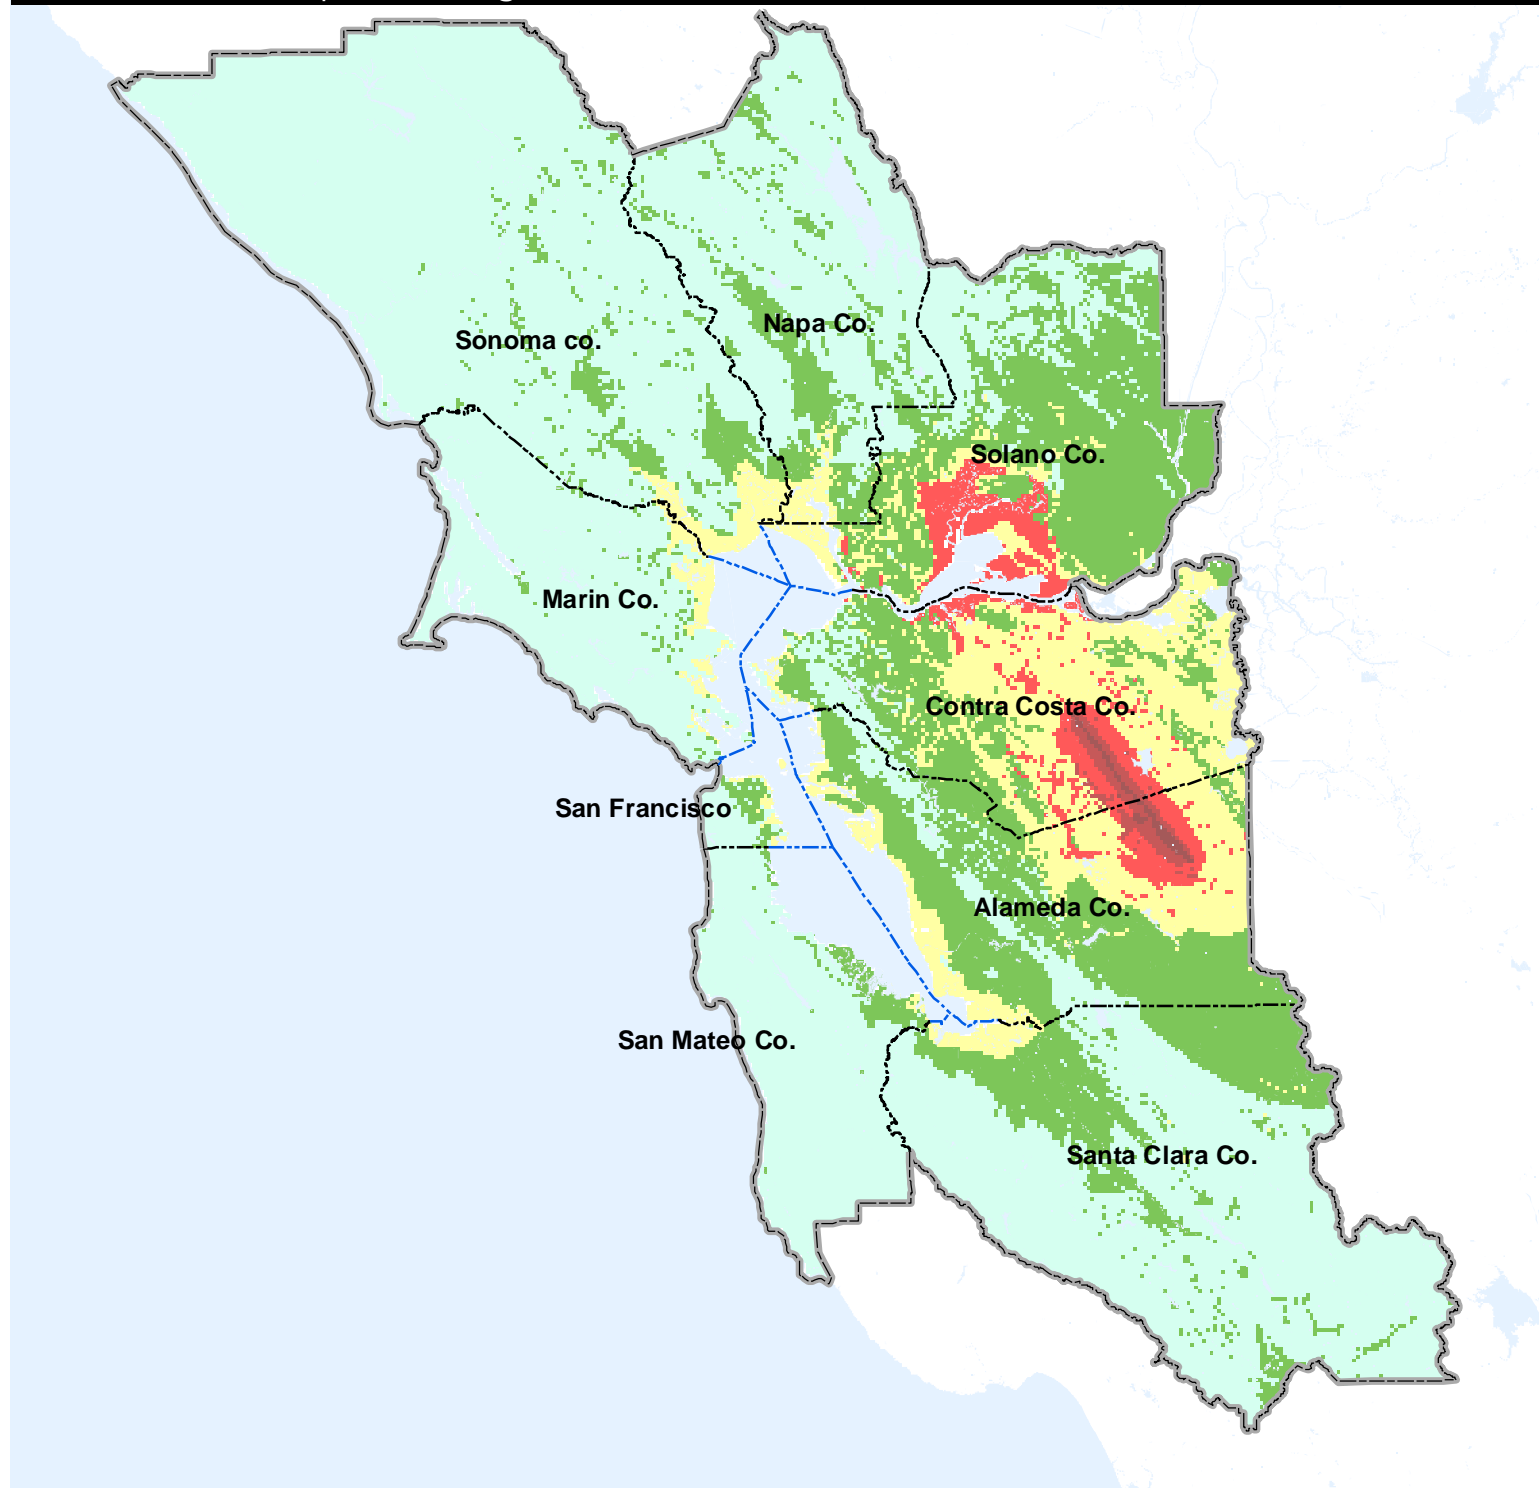 Napa Co.
Sonoma co.
Solano Co.
Marin Co.
Contra Costa Co.
San Francisco
Alameda Co.
San Mateo Co.
Santa Clara Co.